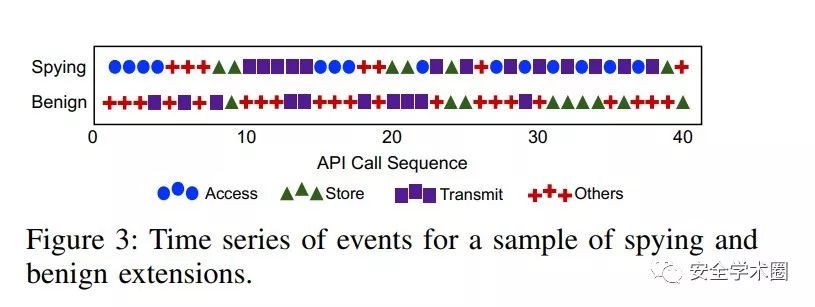 Spying
Benign
0 10 20 30 40
API Call Sequence
Access Store Transmit Others
Figure 3: Time series of events for a sample of spying and
benign extensions.
安全学术圈